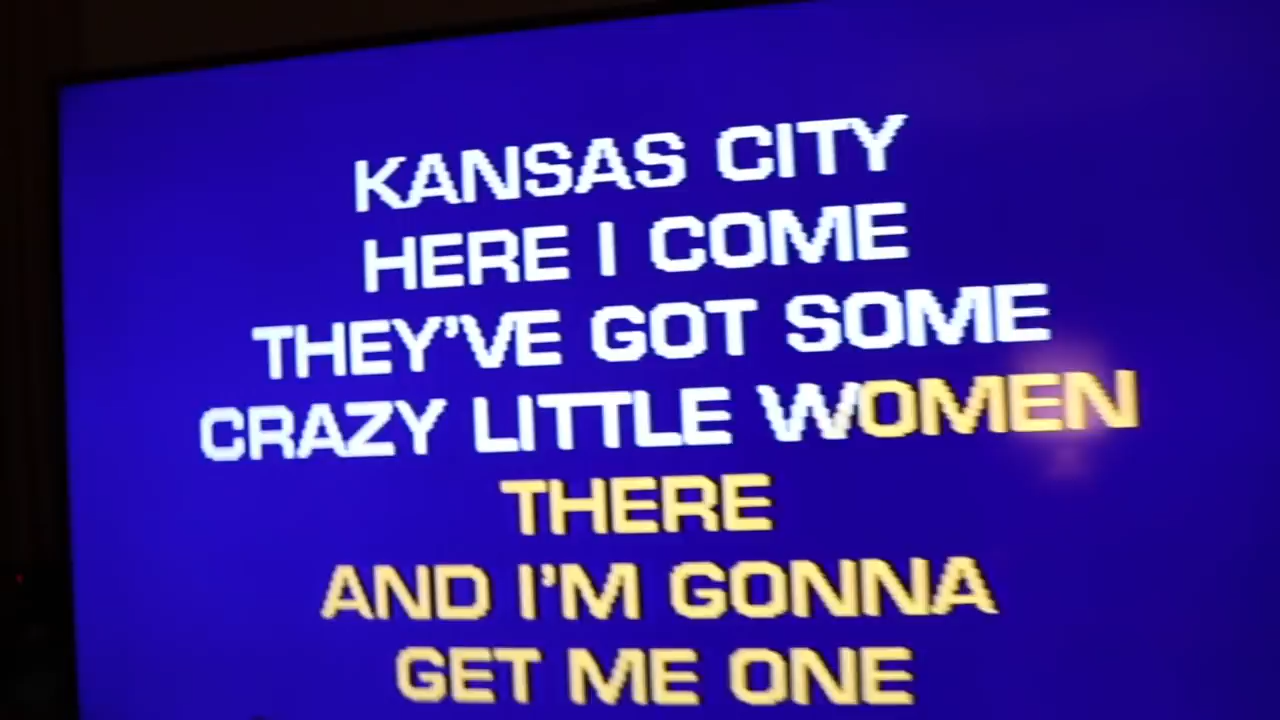 KANSAS CITY
HERE I COME
THEY'VE GOT SOME
CRAZY LITTLE WOMEN
THERE
AND I'M GONNA
GET ME ONE